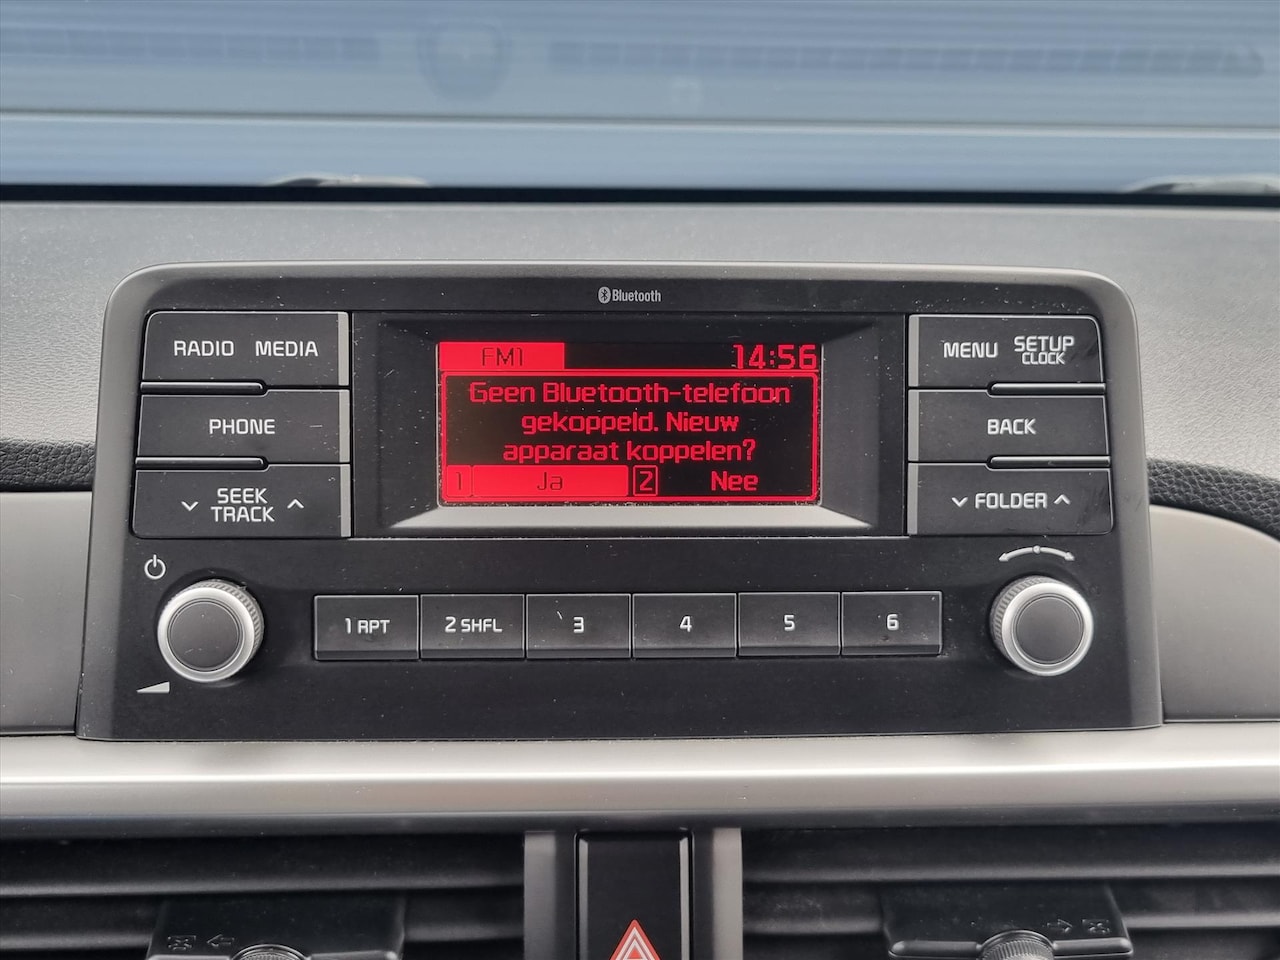 Bluetooth
RADIO MEDIA
PHONE
SEEK
TRACK
FM1 14:56
Geen Bluetooth-telefoon
gekoppeld. Nieuw
apparaat koppelen?
1 Ja 2 Nee
MENU SETUP
CLOCK
BACK
FOLDER
1 RPT 2 SHFL 3 4 5 6